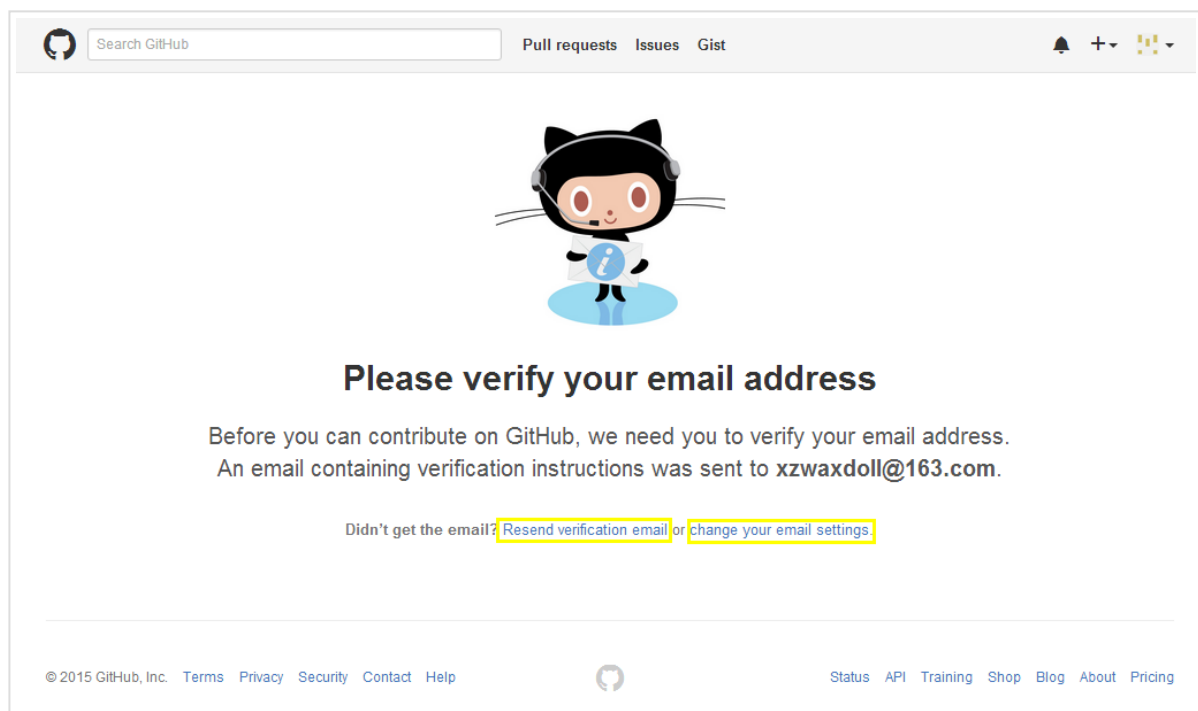 Search GitHub Pull requests Issues Gist
i
Please verify your email address
Before you can contribute on GitHub, we need you to verify your email address.
An email containing verification instructions was sent to xzwaxdoll@163.com.
Didn't get the email? Resend verification email or change your email settings.
© 2015 GitHub, Inc. Terms Privacy Security Contact Help Status API Training Shop Blog About Pricing